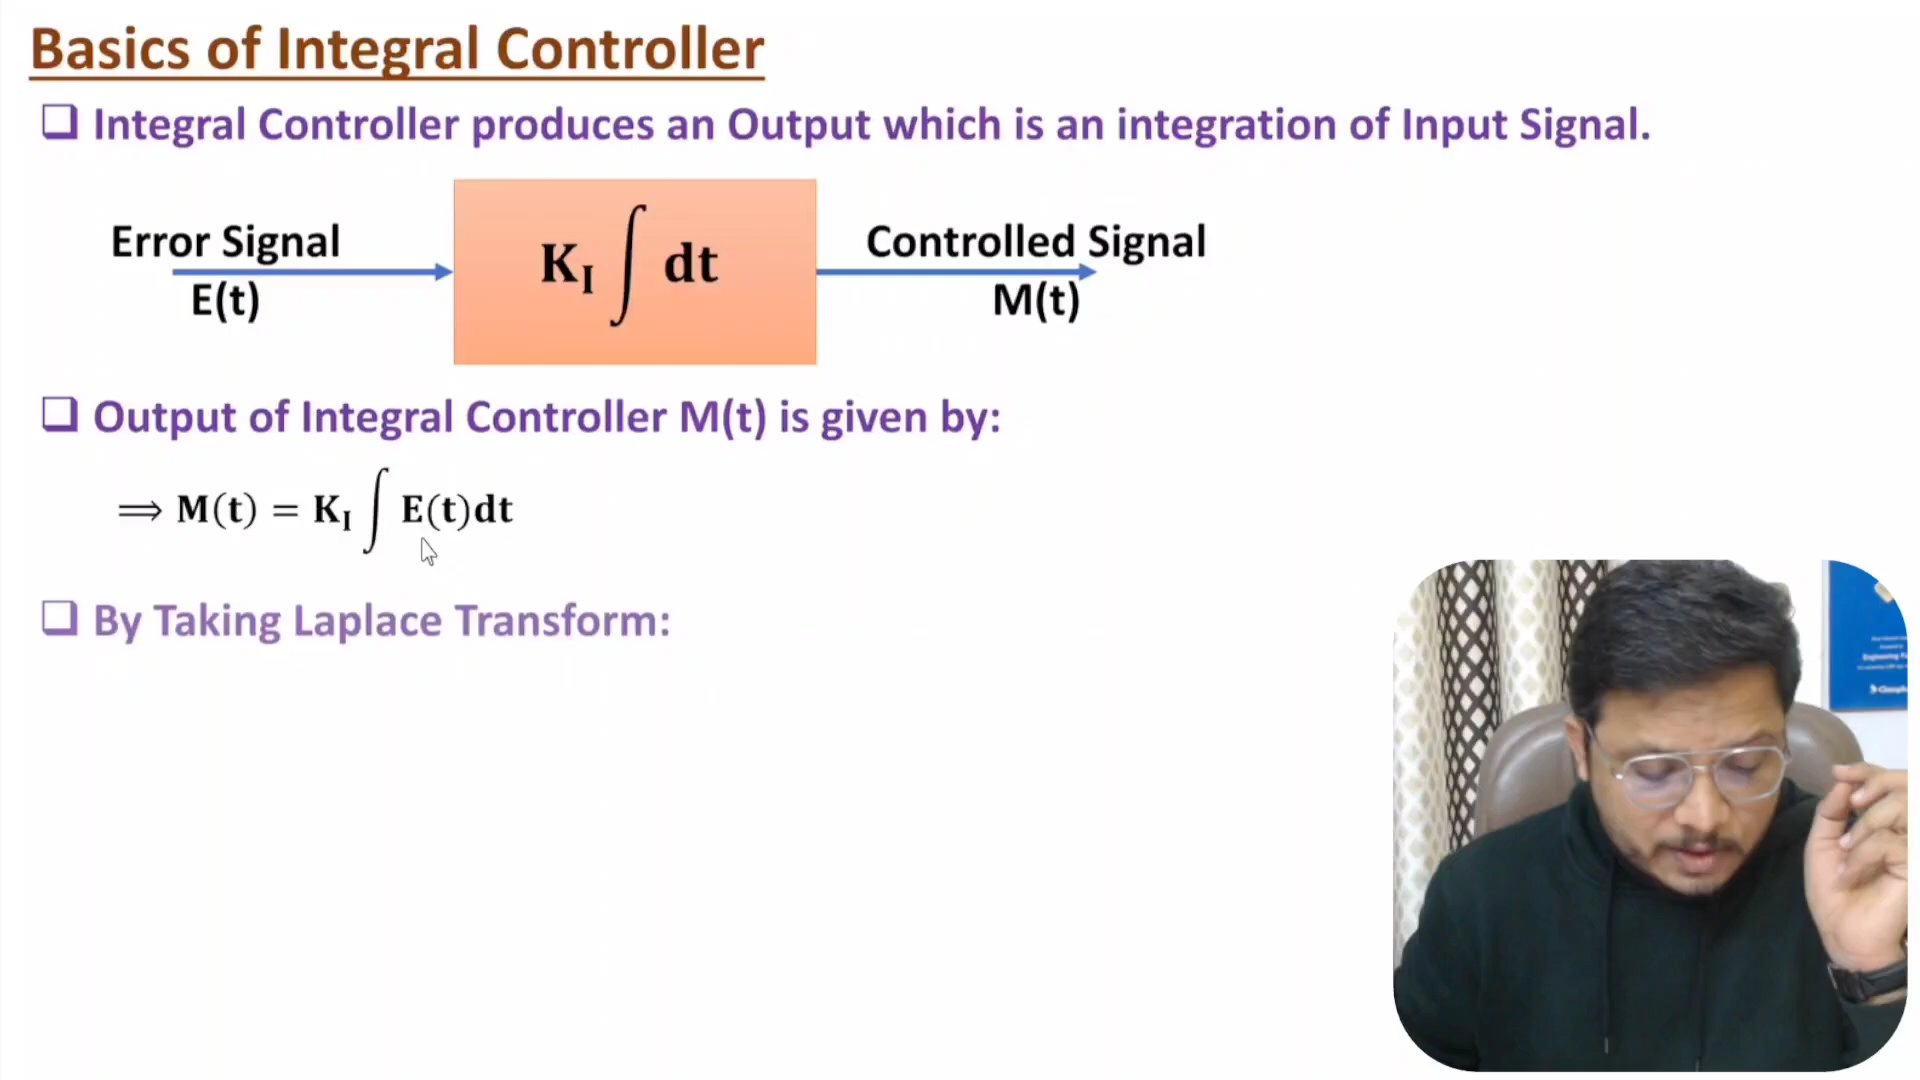 Basics of Integral Controller
❑ Integral Controller produces an Output which is an integration of Input Signal.
Error Signal
E(t)
K_I ∫ dt
Controlled Signal
M(t)
❑ Output of Integral Controller M(t) is given by:
⟹ M(t) = K_I ∫ E(t)dt
❑ By Taking Laplace Transform: